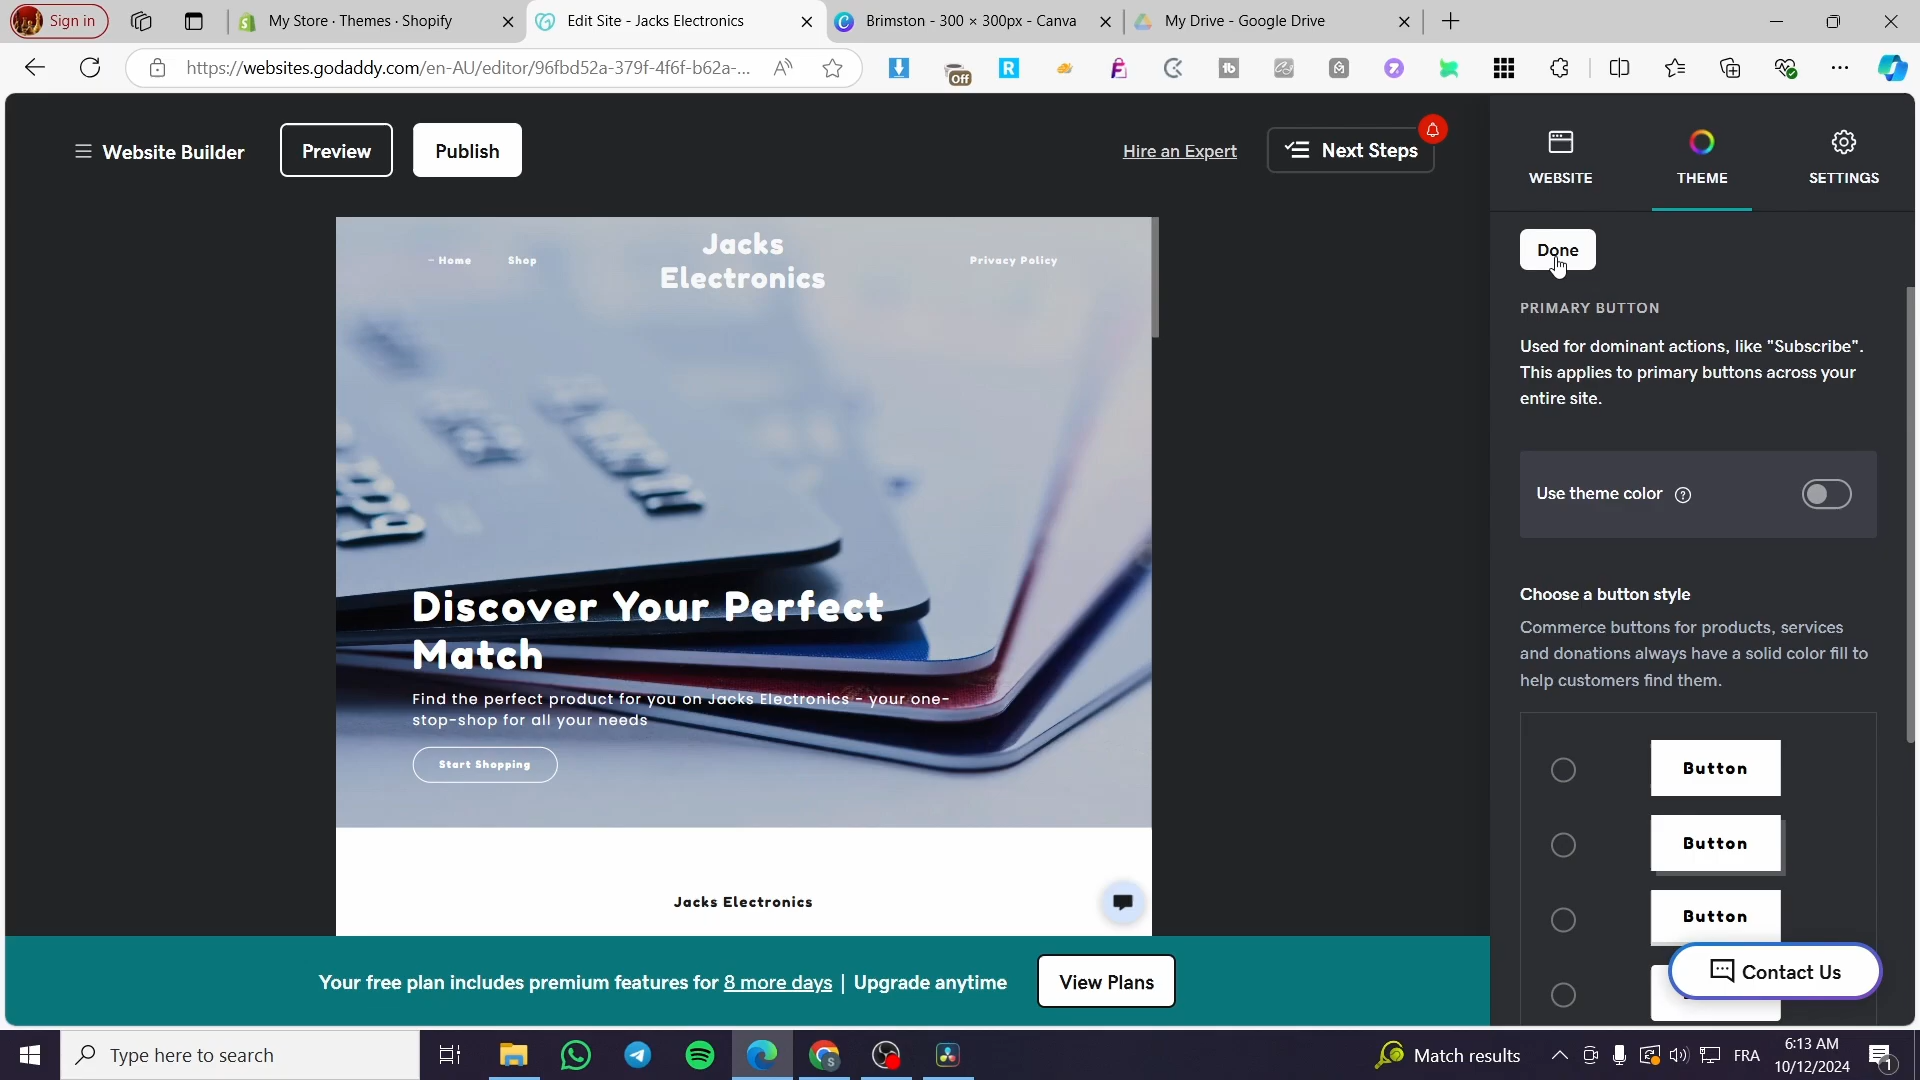 Sign in
My Store · Themes · Shopify
Edit Site - Jacks Electronics
Brimston - 300 × 300px - Canva
My Drive - Google Drive
https://websites.godaddy.com/en-AU/editor/96fbd52a-379f-4f6f-b62a-...
Off
Website Builder
Preview
Publish
Hire an Expert
Next Steps
WEBSITE
THEME
SETTINGS
Home
Shop
Jacks
Electronics
Privacy Policy
Discover Your Perfect
Match
Find the perfect product for you on Jacks Electronics - your one-
stop-shop for all your needs
Start Shopping
Jacks Electronics
Done
PRIMARY BUTTON
Used for dominant actions, like "Subscribe".
This applies to primary buttons across your
entire site.
Use theme color
Choose a button style
Commerce buttons for products, services
and donations always have a solid color fill to
help customers find them.
Button
Button
Button
Contact Us
Your free plan includes premium features for 8 more days | Upgrade anytime
View Plans
Type here to search
Match results
FRA
6:13 AM
10/12/2024
1